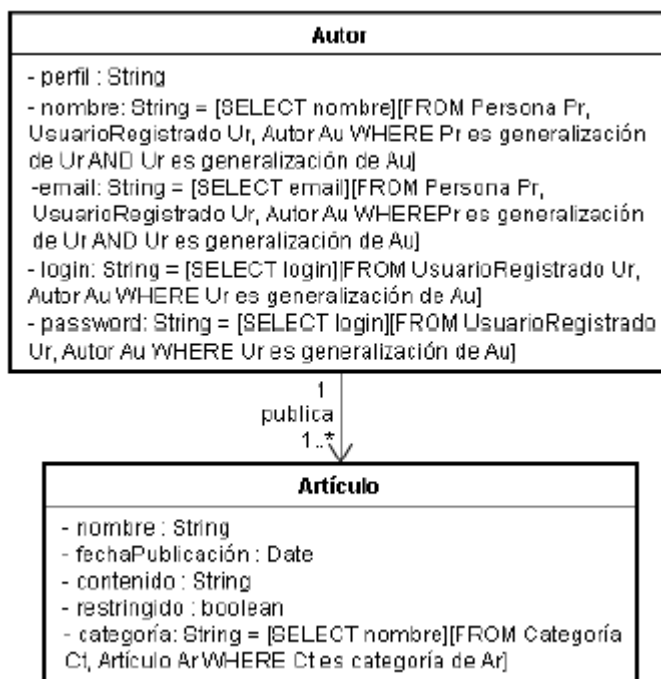 Autor
- perfil : String
- nombre: String = [SELECT nombre][FROM Persona Pr,
UsuarioRegistrado Ur, Autor Au WHERE Pr es generalización
de Ur AND Ur es generalización de Au]
-email: String = [SELECT email][FROM Persona Pr,
UsuarioRegistrado Ur, Autor Au WHEREPr es generalización
de Ur AND Ur es generalización de Au]
- login: String = [SELECT login][FROM UsuarioRegistrado Ur,
Autor Au WHERE Ur es generalización de Au]
- password: String = [SELECT login][FROM UsuarioRegistrado
Ur, Autor Au WHERE Ur es generalización de Au]
1
publica
1..*
Artículo
- nombre : String
- fechaPublicación : Date
- contenido : String
- restringido : boolean
- categoría: String = [SELECT nombre][FROM Categoría
Ct, Artículo Ar WHERE Ct es categoría de Ar]